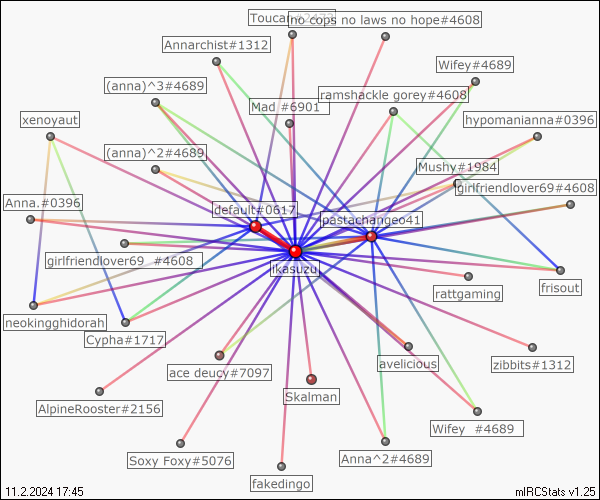 Toucan#2473
no cops no laws no hope#4608
Annarchist#1312
Wifey#4689
(anna)^3#4689
ramshackle gorey#4608
Mad #6901
xenoyaut
hypomanianna#0396
(anna)^2#4689
Mushy#1984
girlfriendlover69#4608
Anna.#0396
default#0617
pastachangeo41
girlfriendlover69_#4608
ikasuzu
rattgaming
frisout
neokingghidorah
Cypha#1717
avelicious
zibbits#1312
ace deucy#7097
Skalman
AlpineRooster#2156
Wifey  #4689
Soxy Foxy#5076
Anna^2#4689
fakedingo
11.2.2024 17:45
mIRCStats v1.25